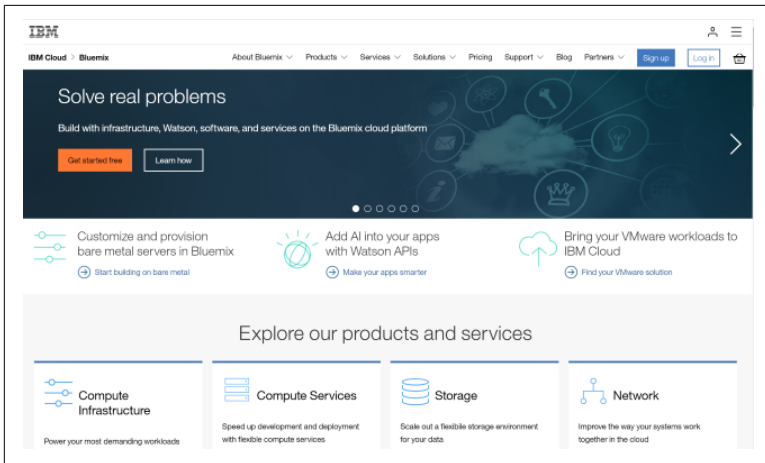 IBM
IBM Cloud > Bluemix About Bluemix Products Services Solutions Pricing Support Blog Partners Sign up Log in
Solve real problems
Build with infrastructure, Watson, software, and services on the Bluemix cloud platform
Get started free Learn how
Customize and provision
bare metal servers in Bluemix
Start building on bare metal
Add AI into your apps
with Watson APIs
Make your apps smarter
Bring your VMware workloads to
IBM Cloud
Find your VMware solution
Explore our products and services
Compute
Infrastructure
Power your most demanding workloads
Compute Services
Speed up development and deployment
with flexible compute services
Storage
Scale out a flexibile storage environment
for your data
Network
Improve the way your systems work
together in the cloud